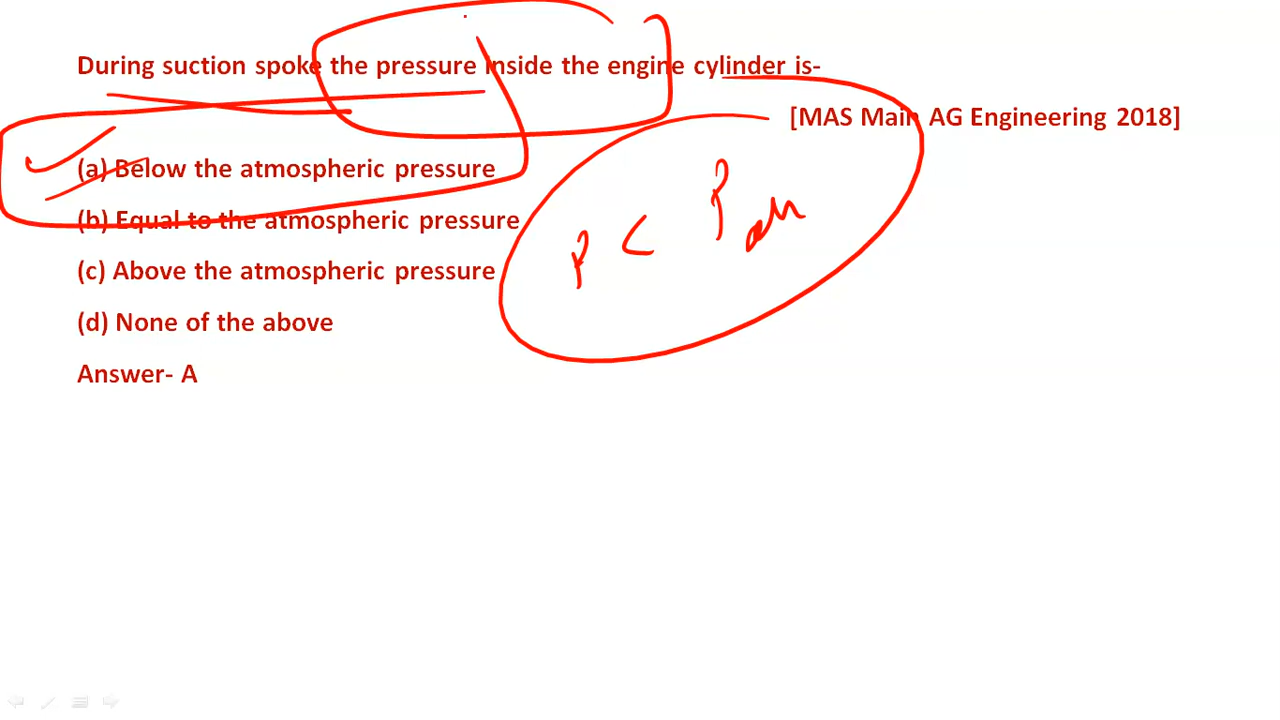 During suction spoke the pressure inside the engine cylinder is-
[MAS Main AG Engineering 2018]
(a) Below the atmospheric pressure
(b) Equal to the atmospheric pressure
P < Patm
(c) Above the atmospheric pressure
(d) None of the above
Answer- A